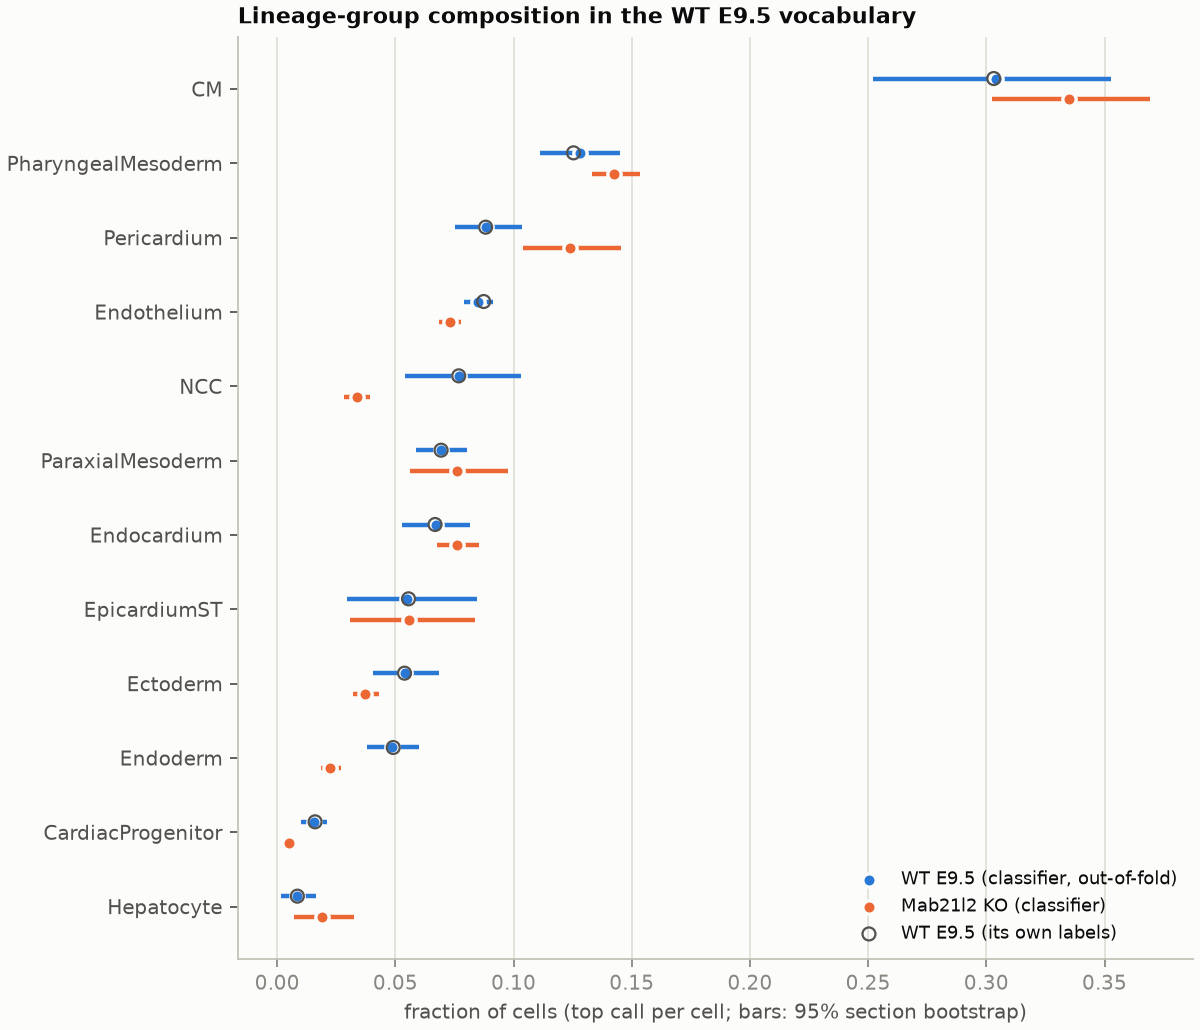 Lineage-group composition in the WT E9.5 vocabulary
CM
PharyngealMesoderm
Pericardium
Endothelium
NCC
ParaxialMesoderm
Endocardium
EpicardiumST
Ectoderm
Endoderm
CardiacProgenitor
Hepatocyte
WT E9.5 (classifier, out-of-fold)
Mab21l2 KO (classifier)
WT E9.5 (its own labels)
0.00 0.05 0.10 0.15 0.20 0.25 0.30 0.35
fraction of cells (top call per cell; bars: 95% section bootstrap)